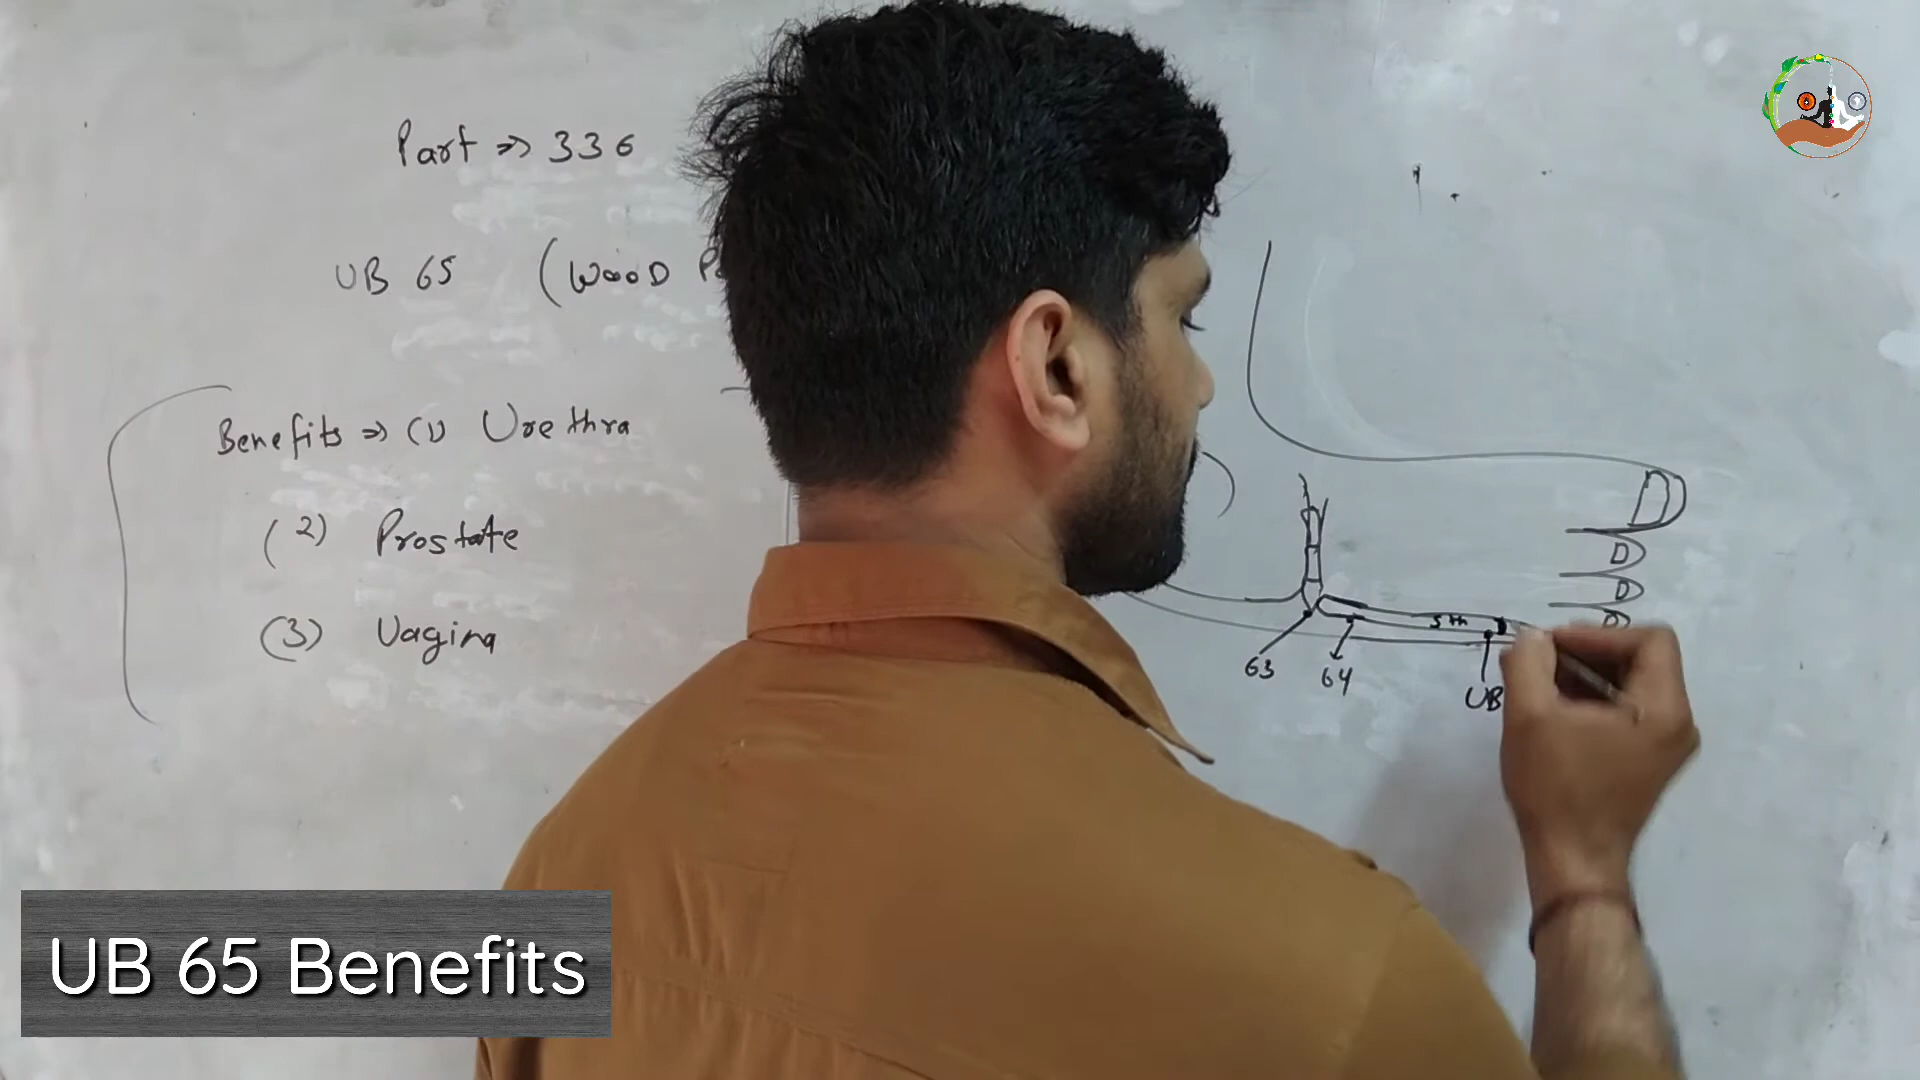 Part => 336
UB 65 (WOOD
Benefits => (1) Urethra
(2) Prostate
(3) Vagina
D
D
D
5th
63
64
UB
UB 65 Benefits